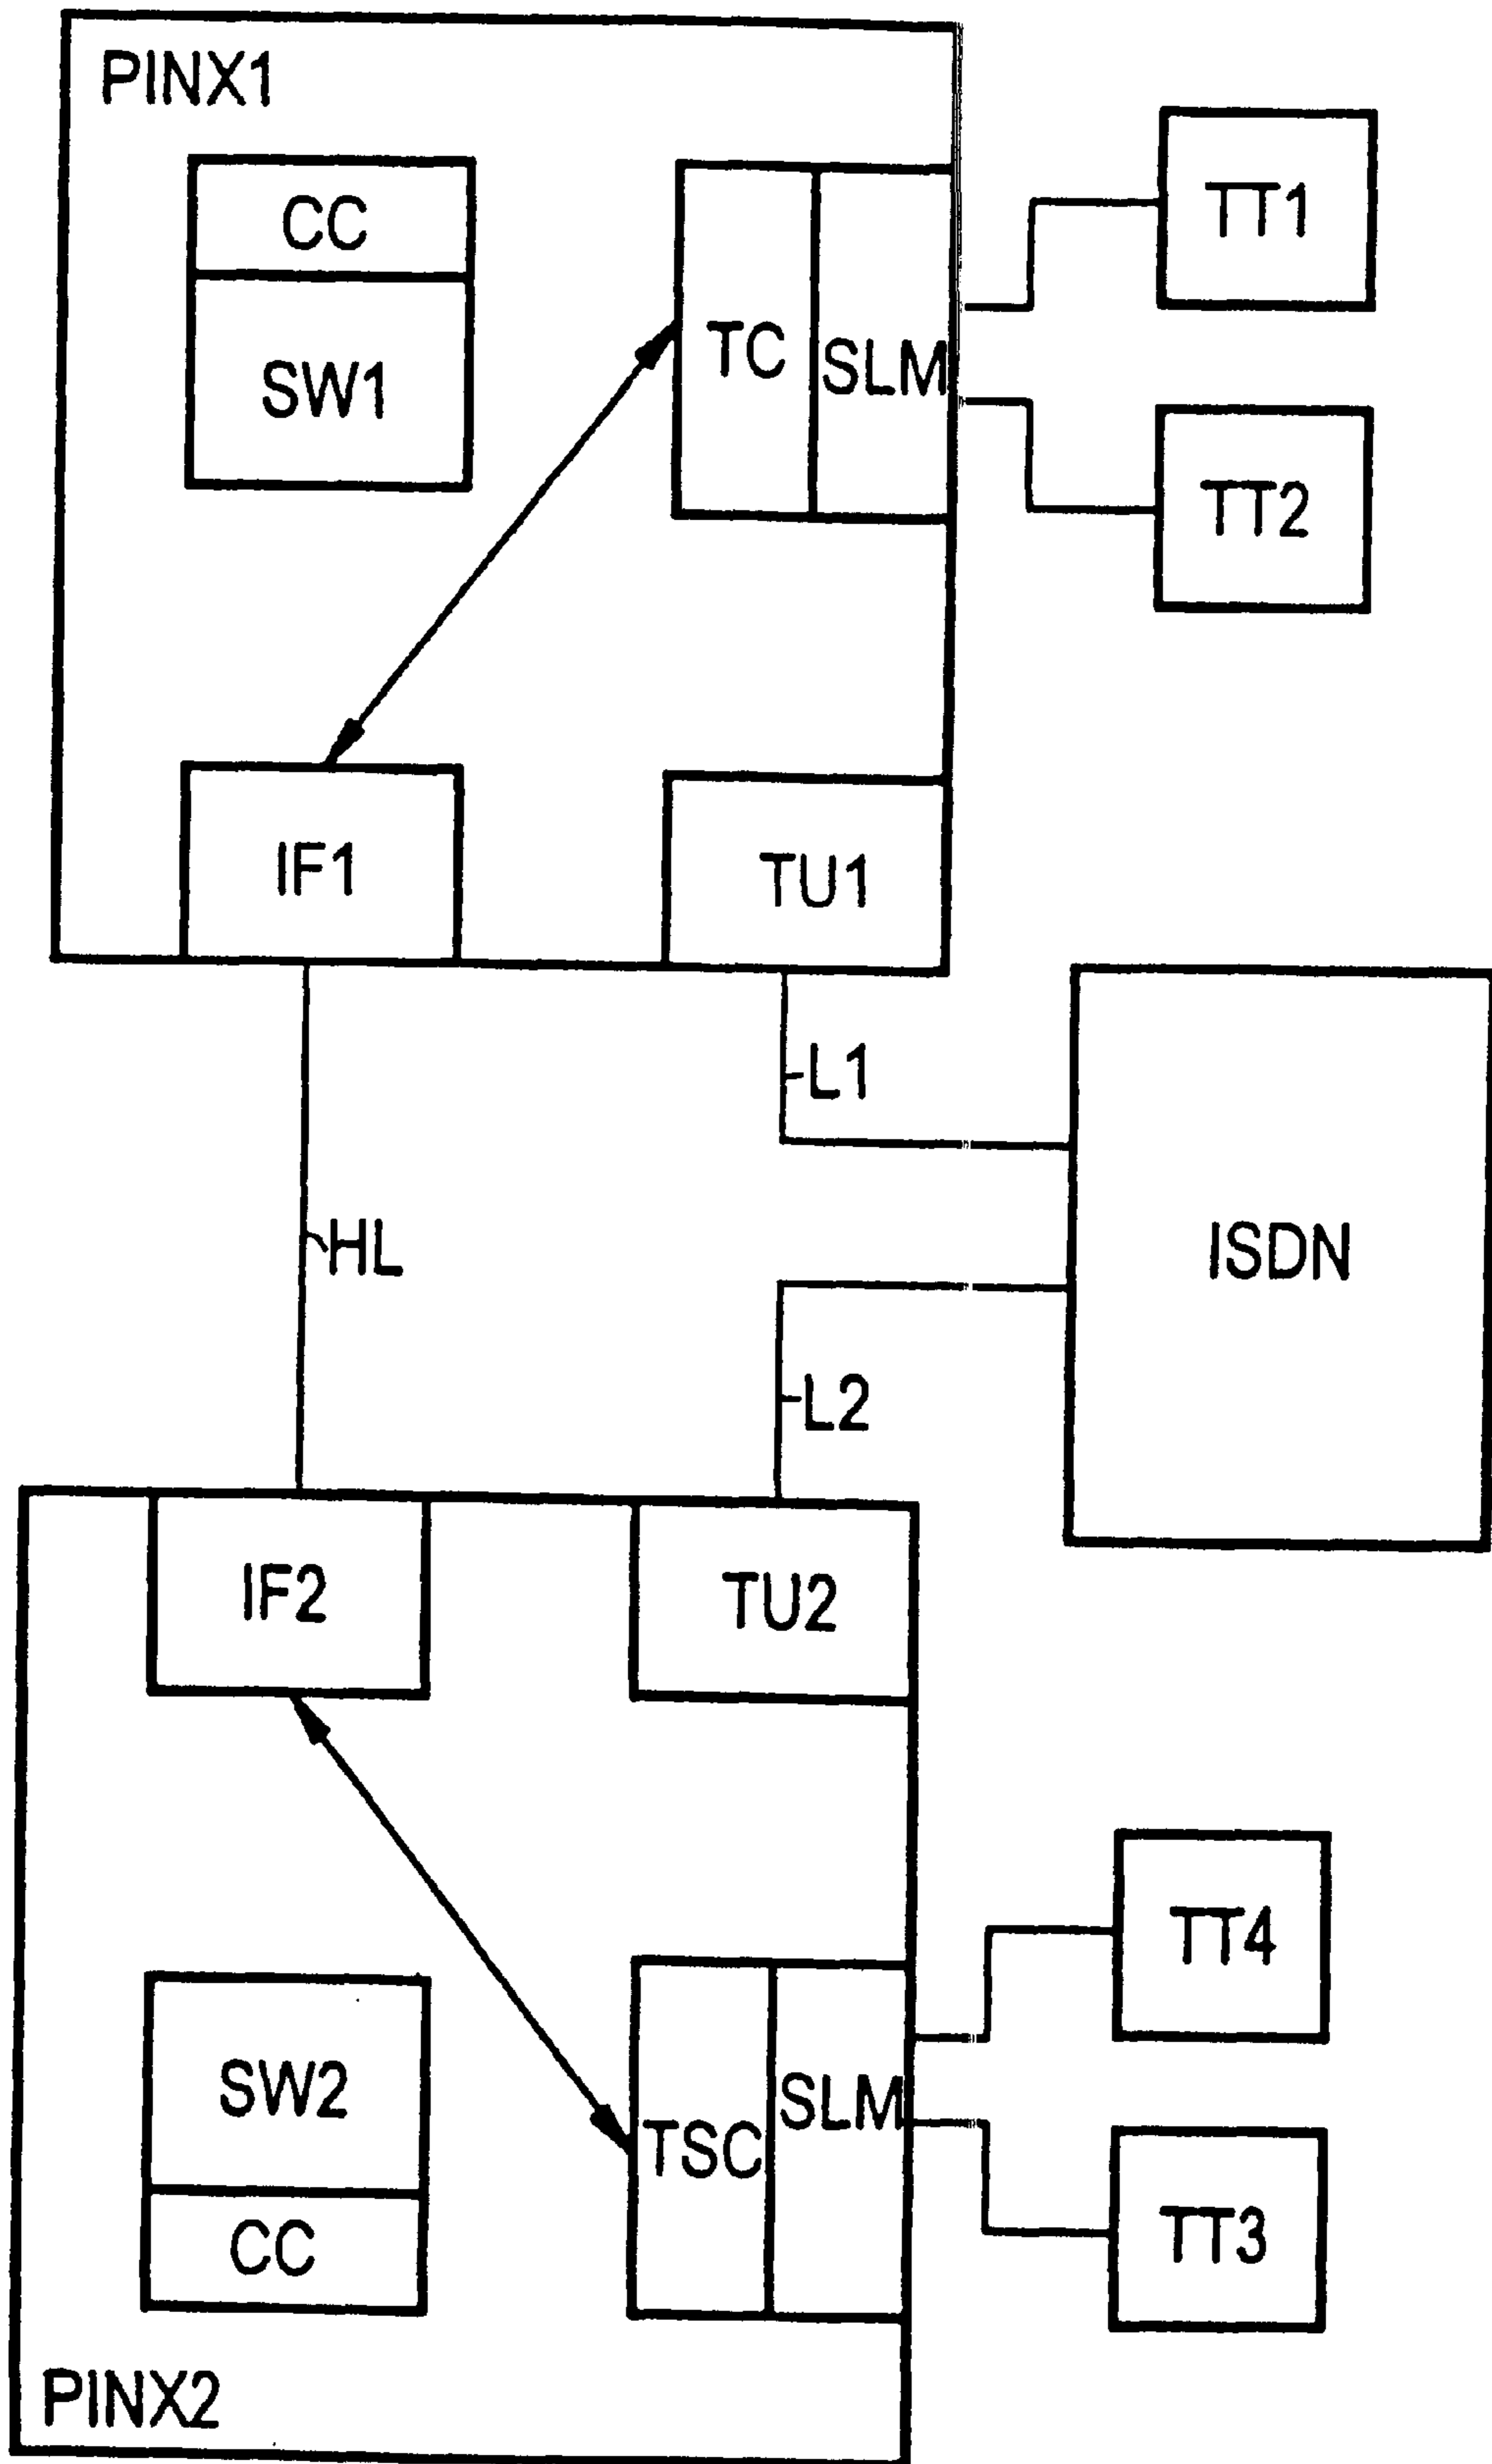 PINX1
CC
SW1
TC
SLM
TT1
TT2
IF1
TU1
L1
HL
ISDN
L2
IF2
TU2
TT4
SW2
TSC
SLM
CC
TT3
PINX2